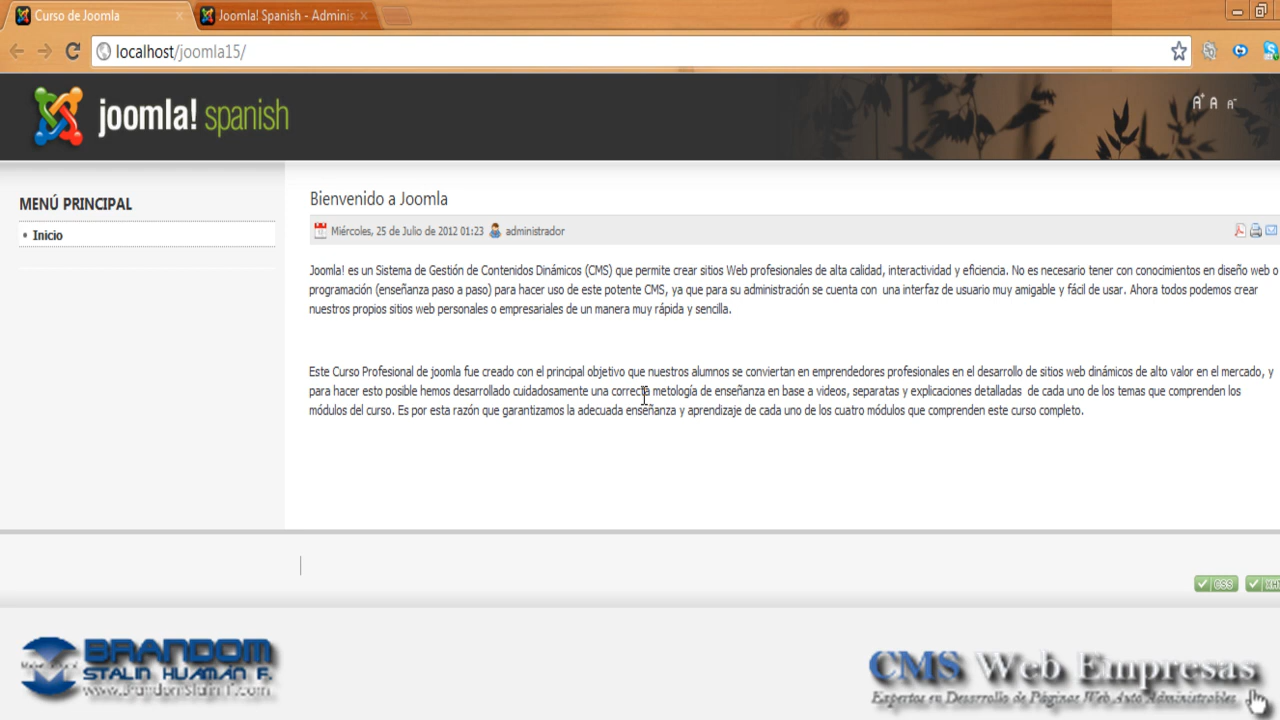 Curso de Joomla
Joomla! Spanish - Adminis
localhost/joomla15/
joomla! spanish
A+ A A-
MENÚ PRINCIPAL
Inicio
Bienvenido a Joomla
Miércoles, 25 de Julio de 2012 01:23 administrador
Joomla! es un Sistema de Gestión de Contenidos Dinámicos (CMS) que permite crear sitios Web profesionales de alta calidad, interactividad y eficiencia. No es necesario tener con conocimientos en diseño web o
programación (enseñanza paso a paso) para hacer uso de este potente CMS, ya que para su administración se cuenta con una interfaz de usuario muy amigable y fácil de usar. Ahora todos podemos crear
nuestros propios sitios web personales o empresariales de un manera muy rápida y sencilla.
Este Curso Profesional de joomla fue creado con el principal objetivo que nuestros alumnos se conviertan en emprendedores profesionales en el desarrollo de sitios web dinámicos de alto valor en el mercado, y
para hacer esto posible hemos desarrollado cuidadosamente una correcta metología de enseñanza en base a videos, separatas y explicaciones detalladas de cada uno de los temas que comprenden los
módulos del curso. Es por esta razón que garantizamos la adecuada enseñanza y aprendizaje de cada uno de los cuatro módulos que comprenden este curso completo.
CSS XH
BRANDOM
STALIN HUAMÁN F.
CMS Web Empresas
Expertos en Desarrollo de Páginas Web Auto Administrables